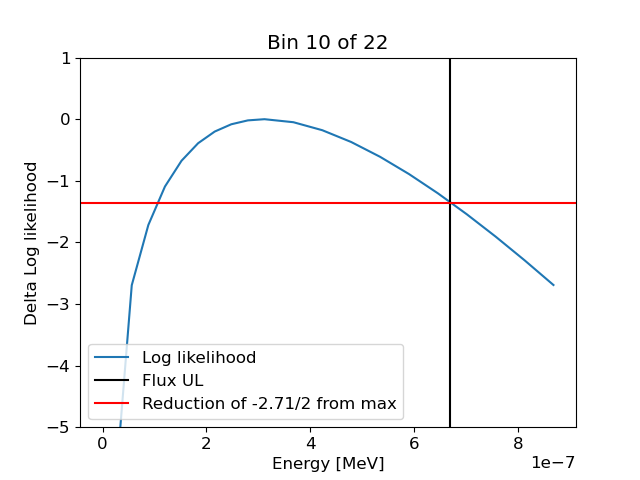 Bin 10 of 22
Delta Log likelihood
1
0
−1
−2
−3
−4
−5
Log likelihood
Flux UL
Reduction of -2.71/2 from max
0 2 4 6 8
1e−7
Energy [MeV]